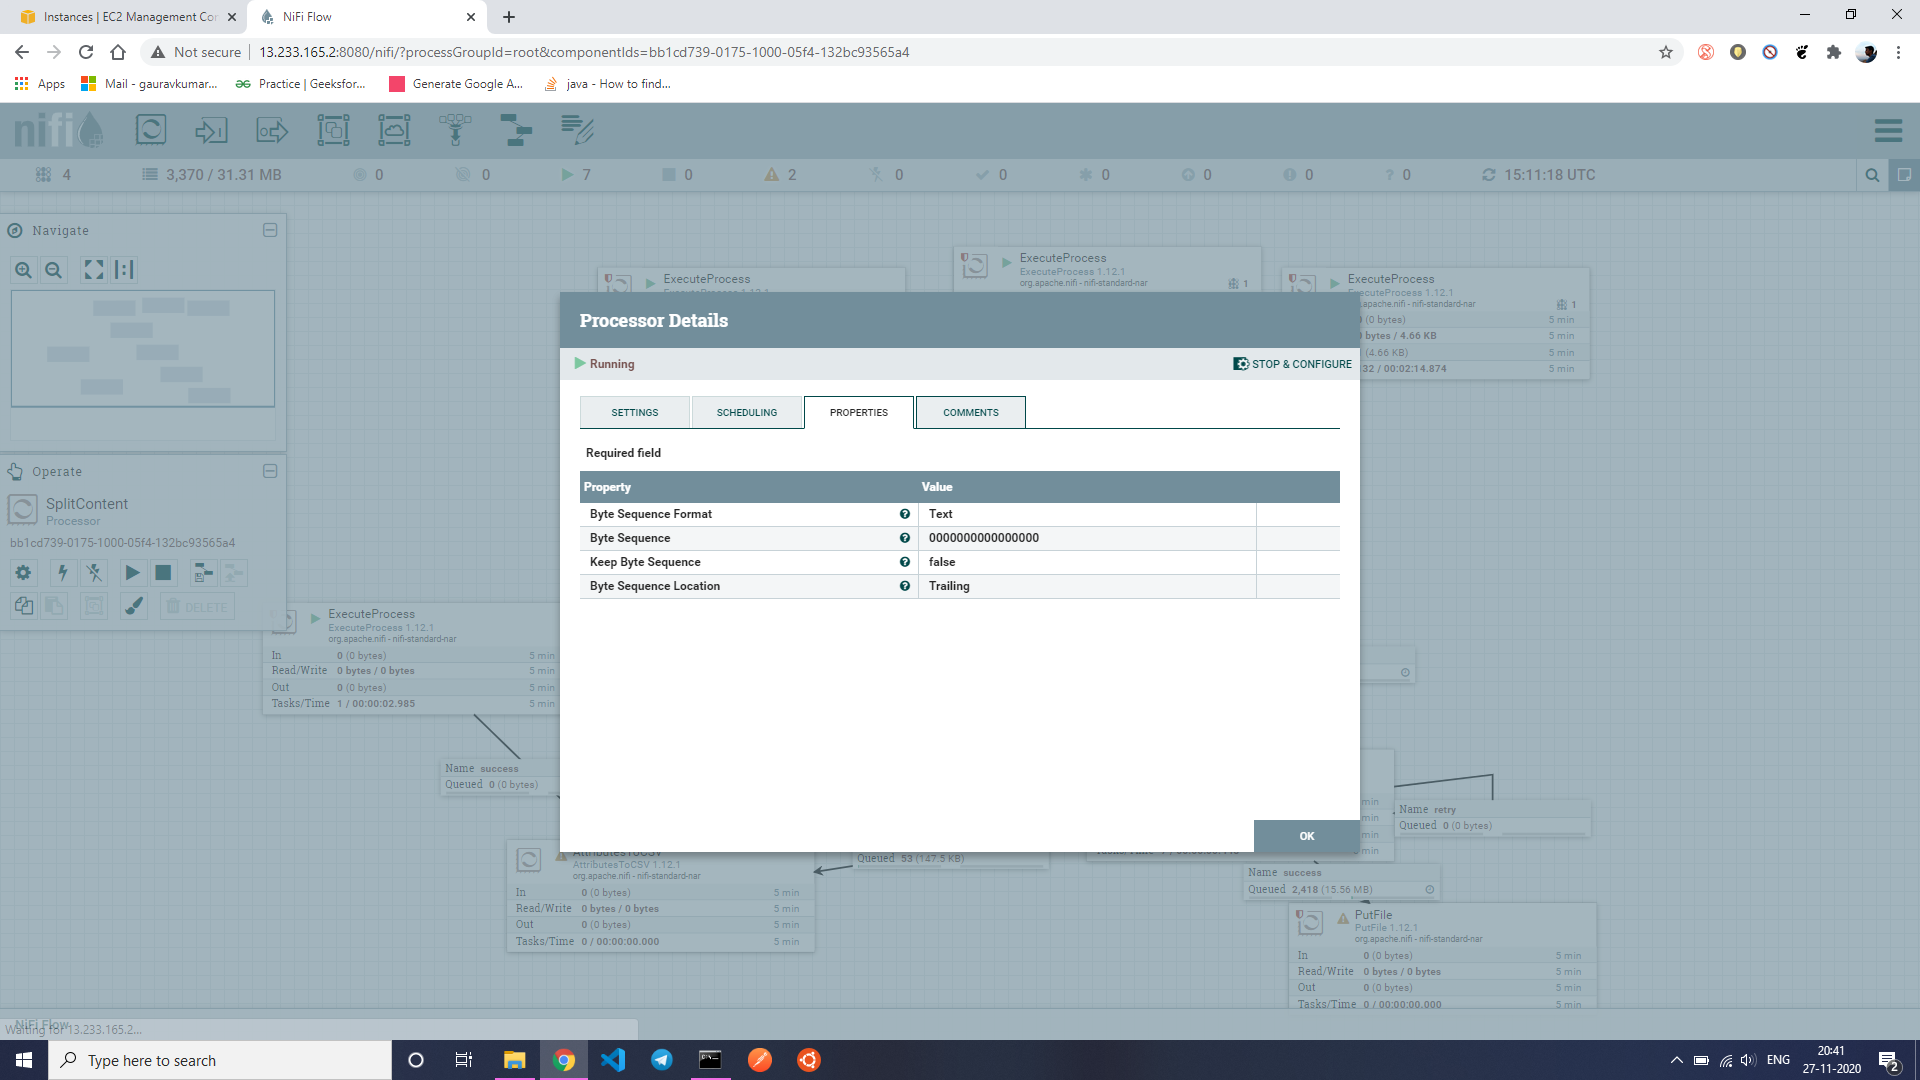 Instances | EC2 Management Con
NiFi Flow
Not secure
13.233.165.2:8080/nifi/?processGroupId=root&componentIds=bb1cd739-0175-1000-05f4-132bc93565a4
Apps
Mail - gauravkumar...
Practice | Geeksfor...
Generate Google A...
java - How to find...
nifi
4
3,370 / 31.31 MB
0
0
7
0
2
0
0
0
0
0
0
15:11:18 UTC
Navigate
Operate
SplitContent
Processor
bb1cd739-0175-1000-05f4-132bc93565a4
DELETE
ExecuteProcess
ExecuteProcess
ExecuteProcess 1.12.1
org.apache.nifi - nifi-standard-nar
1
ExecuteProcess
ExecuteProcess 1.12.1
.apache.nifi - nifi-standard-nar
1
(0 bytes) 5 min
bytes / 4.66 KB 5 min
(4.66 KB) 5 min
32 / 00:02:14.874 5 min
Processor Details
Running
STOP & CONFIGURE
SETTINGS
SCHEDULING
PROPERTIES
COMMENTS
Required field
Property Value
Byte Sequence Format Text
Byte Sequence 0000000000000000
Keep Byte Sequence false
Byte Sequence Location Trailing
OK
ExecuteProcess
ExecuteProcess 1.12.1
org.apache.nifi - nifi-standard-nar
In 0 (0 bytes) 5 min
Read/Write 0 bytes / 0 bytes 5 min
Out 0 (0 bytes) 5 min
Tasks/Time 1 / 00:00:02.985 5 min
Name success
Queued 0 (0 bytes)
AttributesToCSV
AttributesToCSV 1.12.1
org.apache.nifi - nifi-standard-nar
In 0 (0 bytes) 5 min
Read/Write 0 bytes / 0 bytes 5 min
Out 0 (0 bytes) 5 min
Tasks/Time 0 / 00:00:00.000 5 min
Queued 53 (147.5 KB)
min
min
min
min
Name retry
Queued 0 (0 bytes)
Name success
Queued 2,418 (15.56 MB)
PutFile
PutFile 1.12.1
org.apache.nifi - nifi-standard-nar
In 0 (0 bytes) 5 min
Read/Write 0 bytes / 0 bytes 5 min
Out 0 (0 bytes) 5 min
Tasks/Time 0 / 00:00:00.000 5 min
NiFi Flow
Waiting for 13.233.165.2...
Type here to search
ENG
20:41
27-11-2020
2